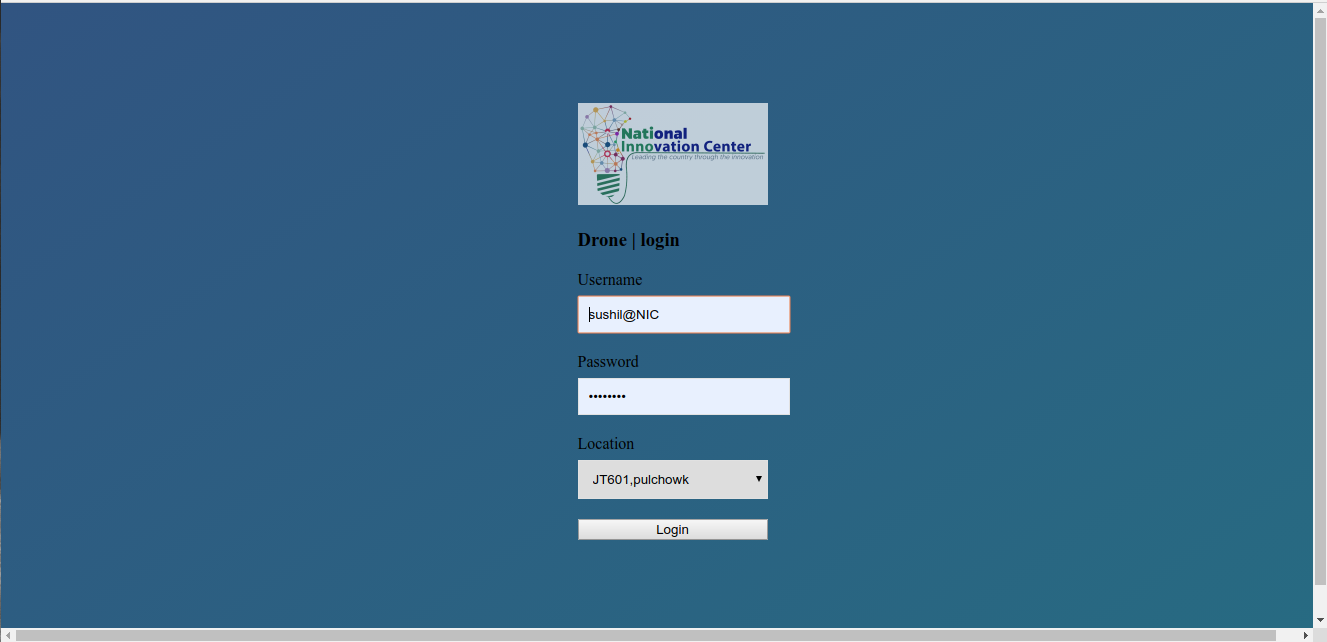 National
Innovation Center
Leading the country through the innovation
Drone | login
Username
sushil@NIC
Password
••••••••
Location
JT601,pulchowk
Login